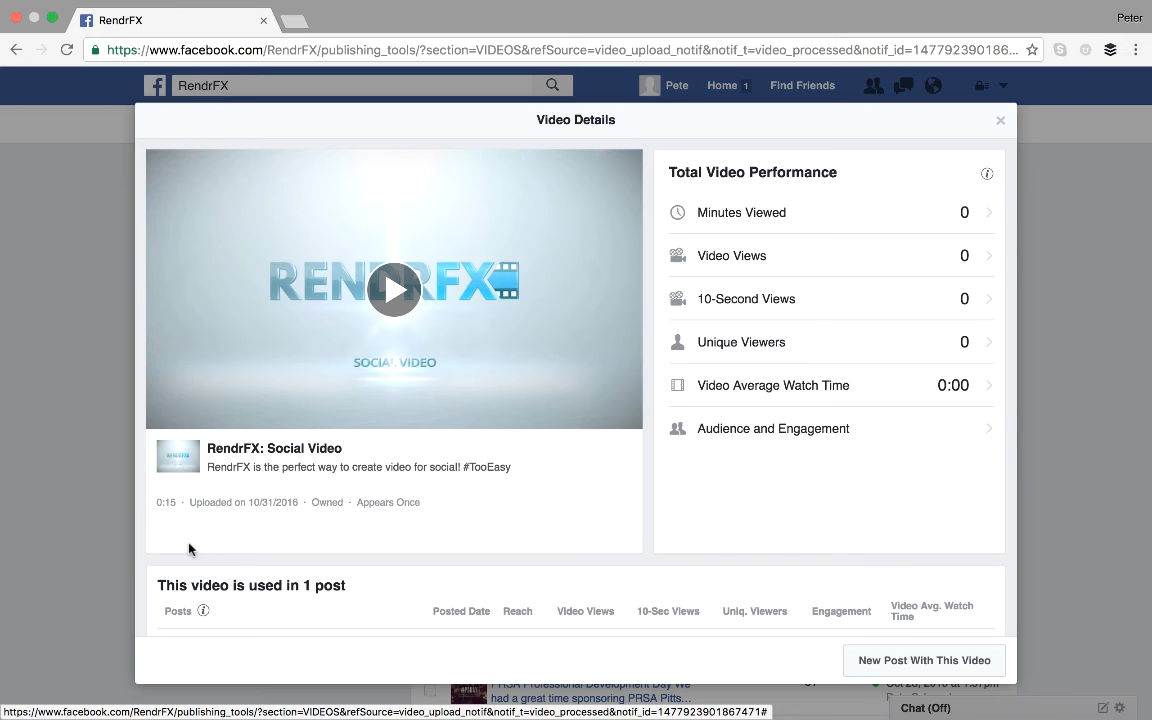 RendrFX
Peter
https://www.facebook.com/RendrFX/publishing_tools/?section=VIDEOS&refSource=video_upload_notif&notif_t=video_processed&notif_id=147792390186...
RendrFX
Pete
Home 1
Find Friends
Video Details
RENDRFX
SOCIAL VIDEO
Total Video Performance
Minutes Viewed 0
Video Views 0
10-Second Views 0
Unique Viewers 0
Video Average Watch Time 0:00
Audience and Engagement
RendrFX: Social Video
RendrFX is the perfect way to create video for social! #TooEasy
0:15 · Uploaded on 10/31/2016 · Owned · Appears Once
This video is used in 1 post
Posts
Posted Date
Reach
Video Views
10-Sec Views
Uniq. Viewers
Engagement
Video Avg. Watch
Time
New Post With This Video
PRSA Professional Development Day We
had a great time sponsoring PRSA Pitts...
Chat (Off)
https://www.facebook.com/RendrFX/publishing_tools/?section=VIDEOS&refSource=video_upload_notif&notif_t=video_processed&notif_id=1477923901867471#